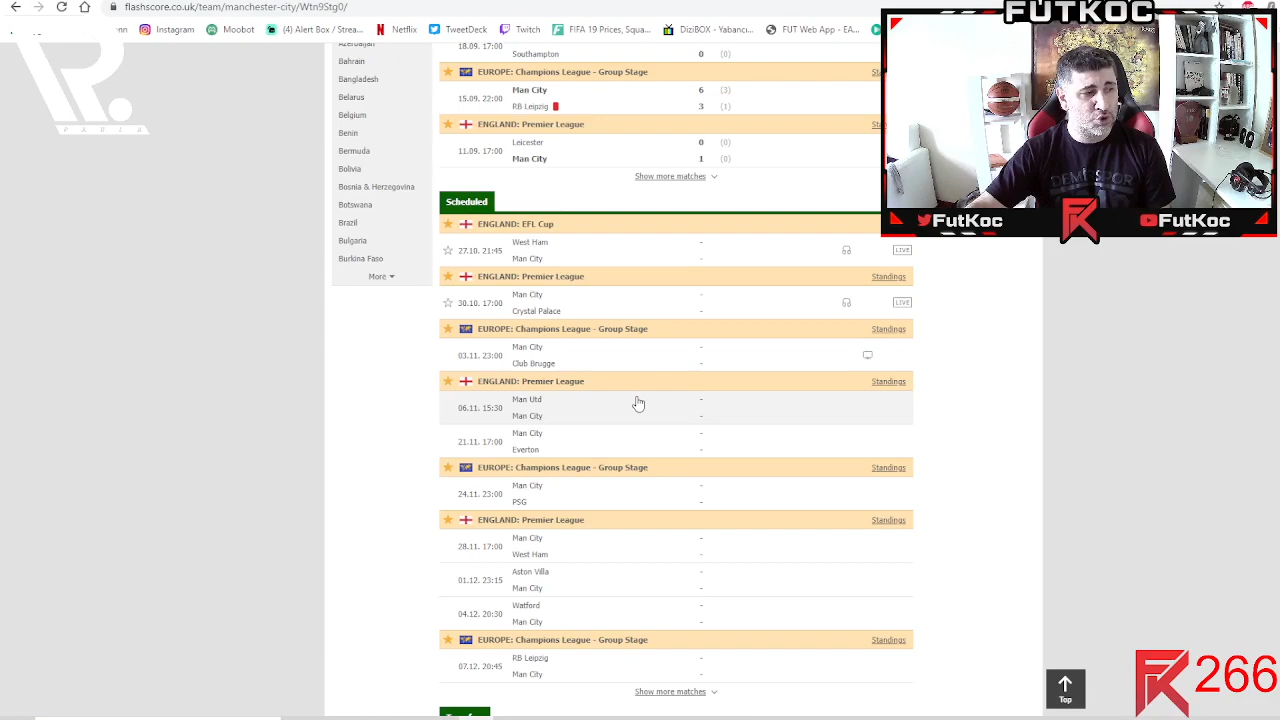 flashscore.co.uk/team/manchester-city/Wtn9Stg0/
Instagram
Moobot
(4) Alert Box / Strea...
Netflix
TweetDeck
Twitch
FIFA 19 Prices, Squa...
DiziBOX - Yabancı...
FUT Web App - EA...
FUTKOC
Azerbaijan
Bahrain
Bangladesh
Belarus
Belgium
Benin
Bermuda
Bolivia
Bosnia & Herzegovina
Botswana
Brazil
Bulgaria
Burkina Faso
More
PAULA
18.09. 17:00
Southampton 0 (0)
EUROPE: Champions League - Group Stage
15.09. 22:00
Man City 6 (3)
RB Leipzig 3 (1)
ENGLAND: Premier League
11.09. 17:00
Leicester 0 (0)
Man City 1 (0)
Show more matches
Scheduled
ENGLAND: EFL Cup
27.10. 21:45
West Ham -
Man City -
LIVE
ENGLAND: Premier League Standings
30.10. 17:00
Man City -
Crystal Palace -
LIVE
EUROPE: Champions League - Group Stage Standings
03.11. 23:00
Man City -
Club Brugge -
ENGLAND: Premier League Standings
06.11. 15:30
Man Utd -
Man City -
21.11. 17:00
Man City -
Everton -
EUROPE: Champions League - Group Stage Standings
24.11. 23:00
Man City -
PSG -
ENGLAND: Premier League Standings
28.11. 17:00
Man City -
West Ham -
01.12. 23:15
Aston Villa -
Man City -
04.12. 20:30
Watford -
Man City -
EUROPE: Champions League - Group Stage Standings
07.12. 20:45
RB Leipzig -
Man City -
Show more matches
FutKoc
FutKoc
Top
266